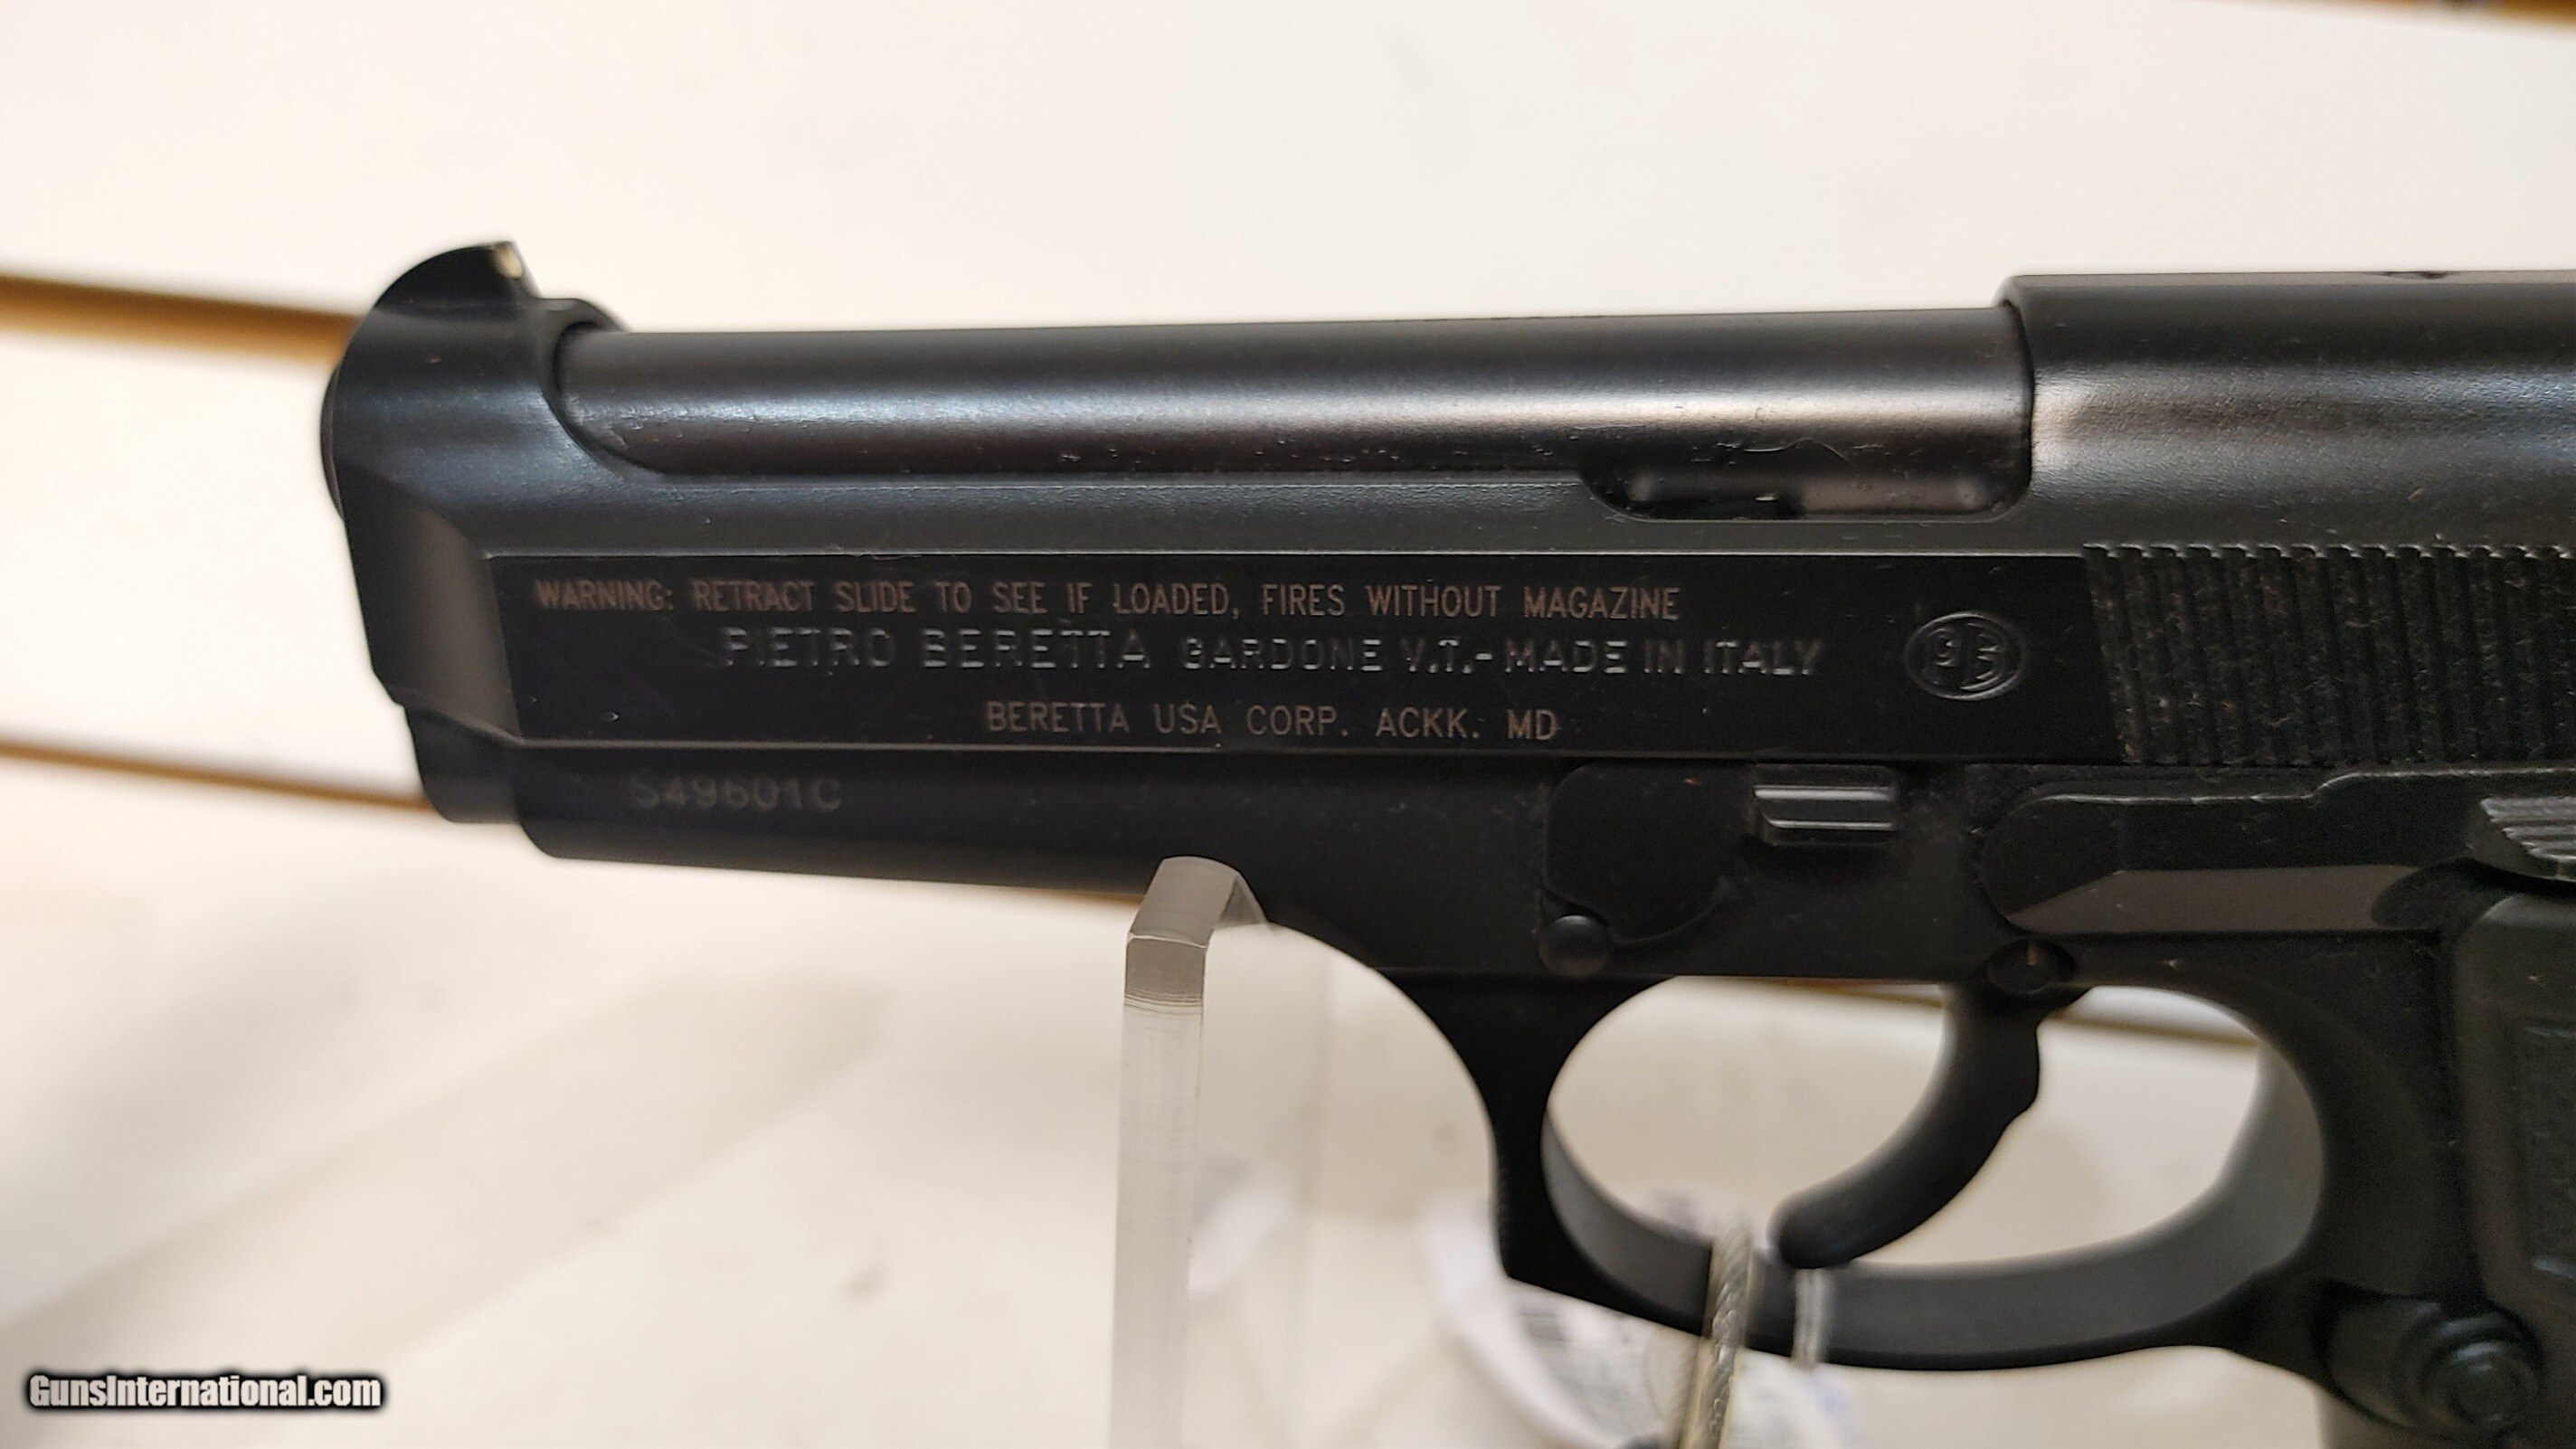 WARNING: RETRACT SLIDE TO SEE IF LOADED, FIRES WITHOUT MAGAZINE
PIETRO BERETTA GARDONE V.T.-MADE IN ITALY
PB
BERETTA USA CORP. ACKK. MD
S49601C
GunsInternational.com